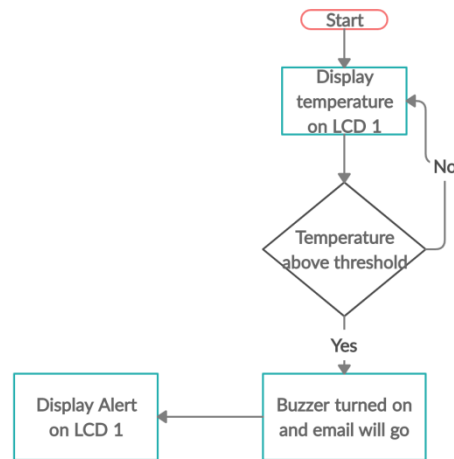 Start
Display
temperature
on LCD 1
No
Temperature
above threshold
Yes
Display Alert
on LCD 1
Buzzer turned on
and email will go